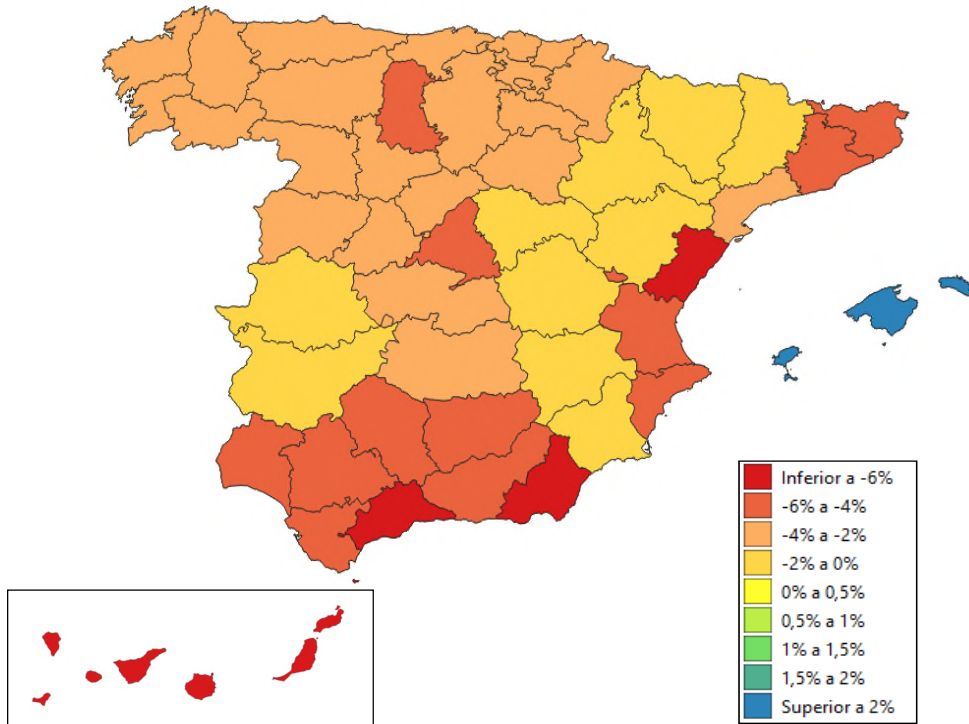 Inferior a -6%
-6% a -4%
-4% a -2%
-2% a 0%
0% a 0,5%
0,5% a 1%
1% a 1,5%
1,5% a 2%
Superior a 2%